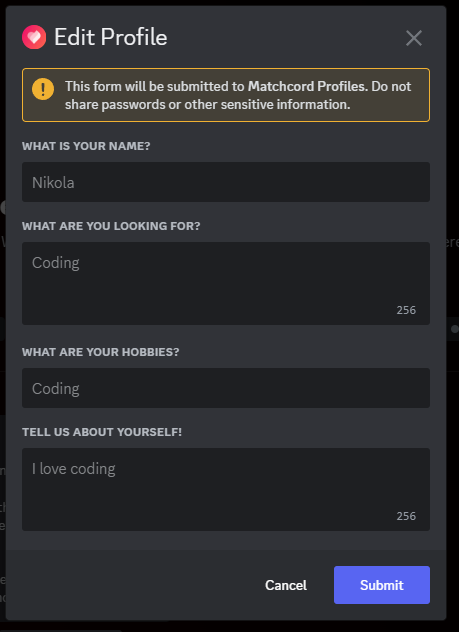 Edit Profile
This form will be submitted to Matchcord Profiles. Do not
share passwords or other sensitive information.
WHAT IS YOUR NAME?
Nikola
WHAT ARE YOU LOOKING FOR?
Coding
256
WHAT ARE YOUR HOBBIES?
Coding
TELL US ABOUT YOURSELF!
I love coding
256
Cancel
Submit